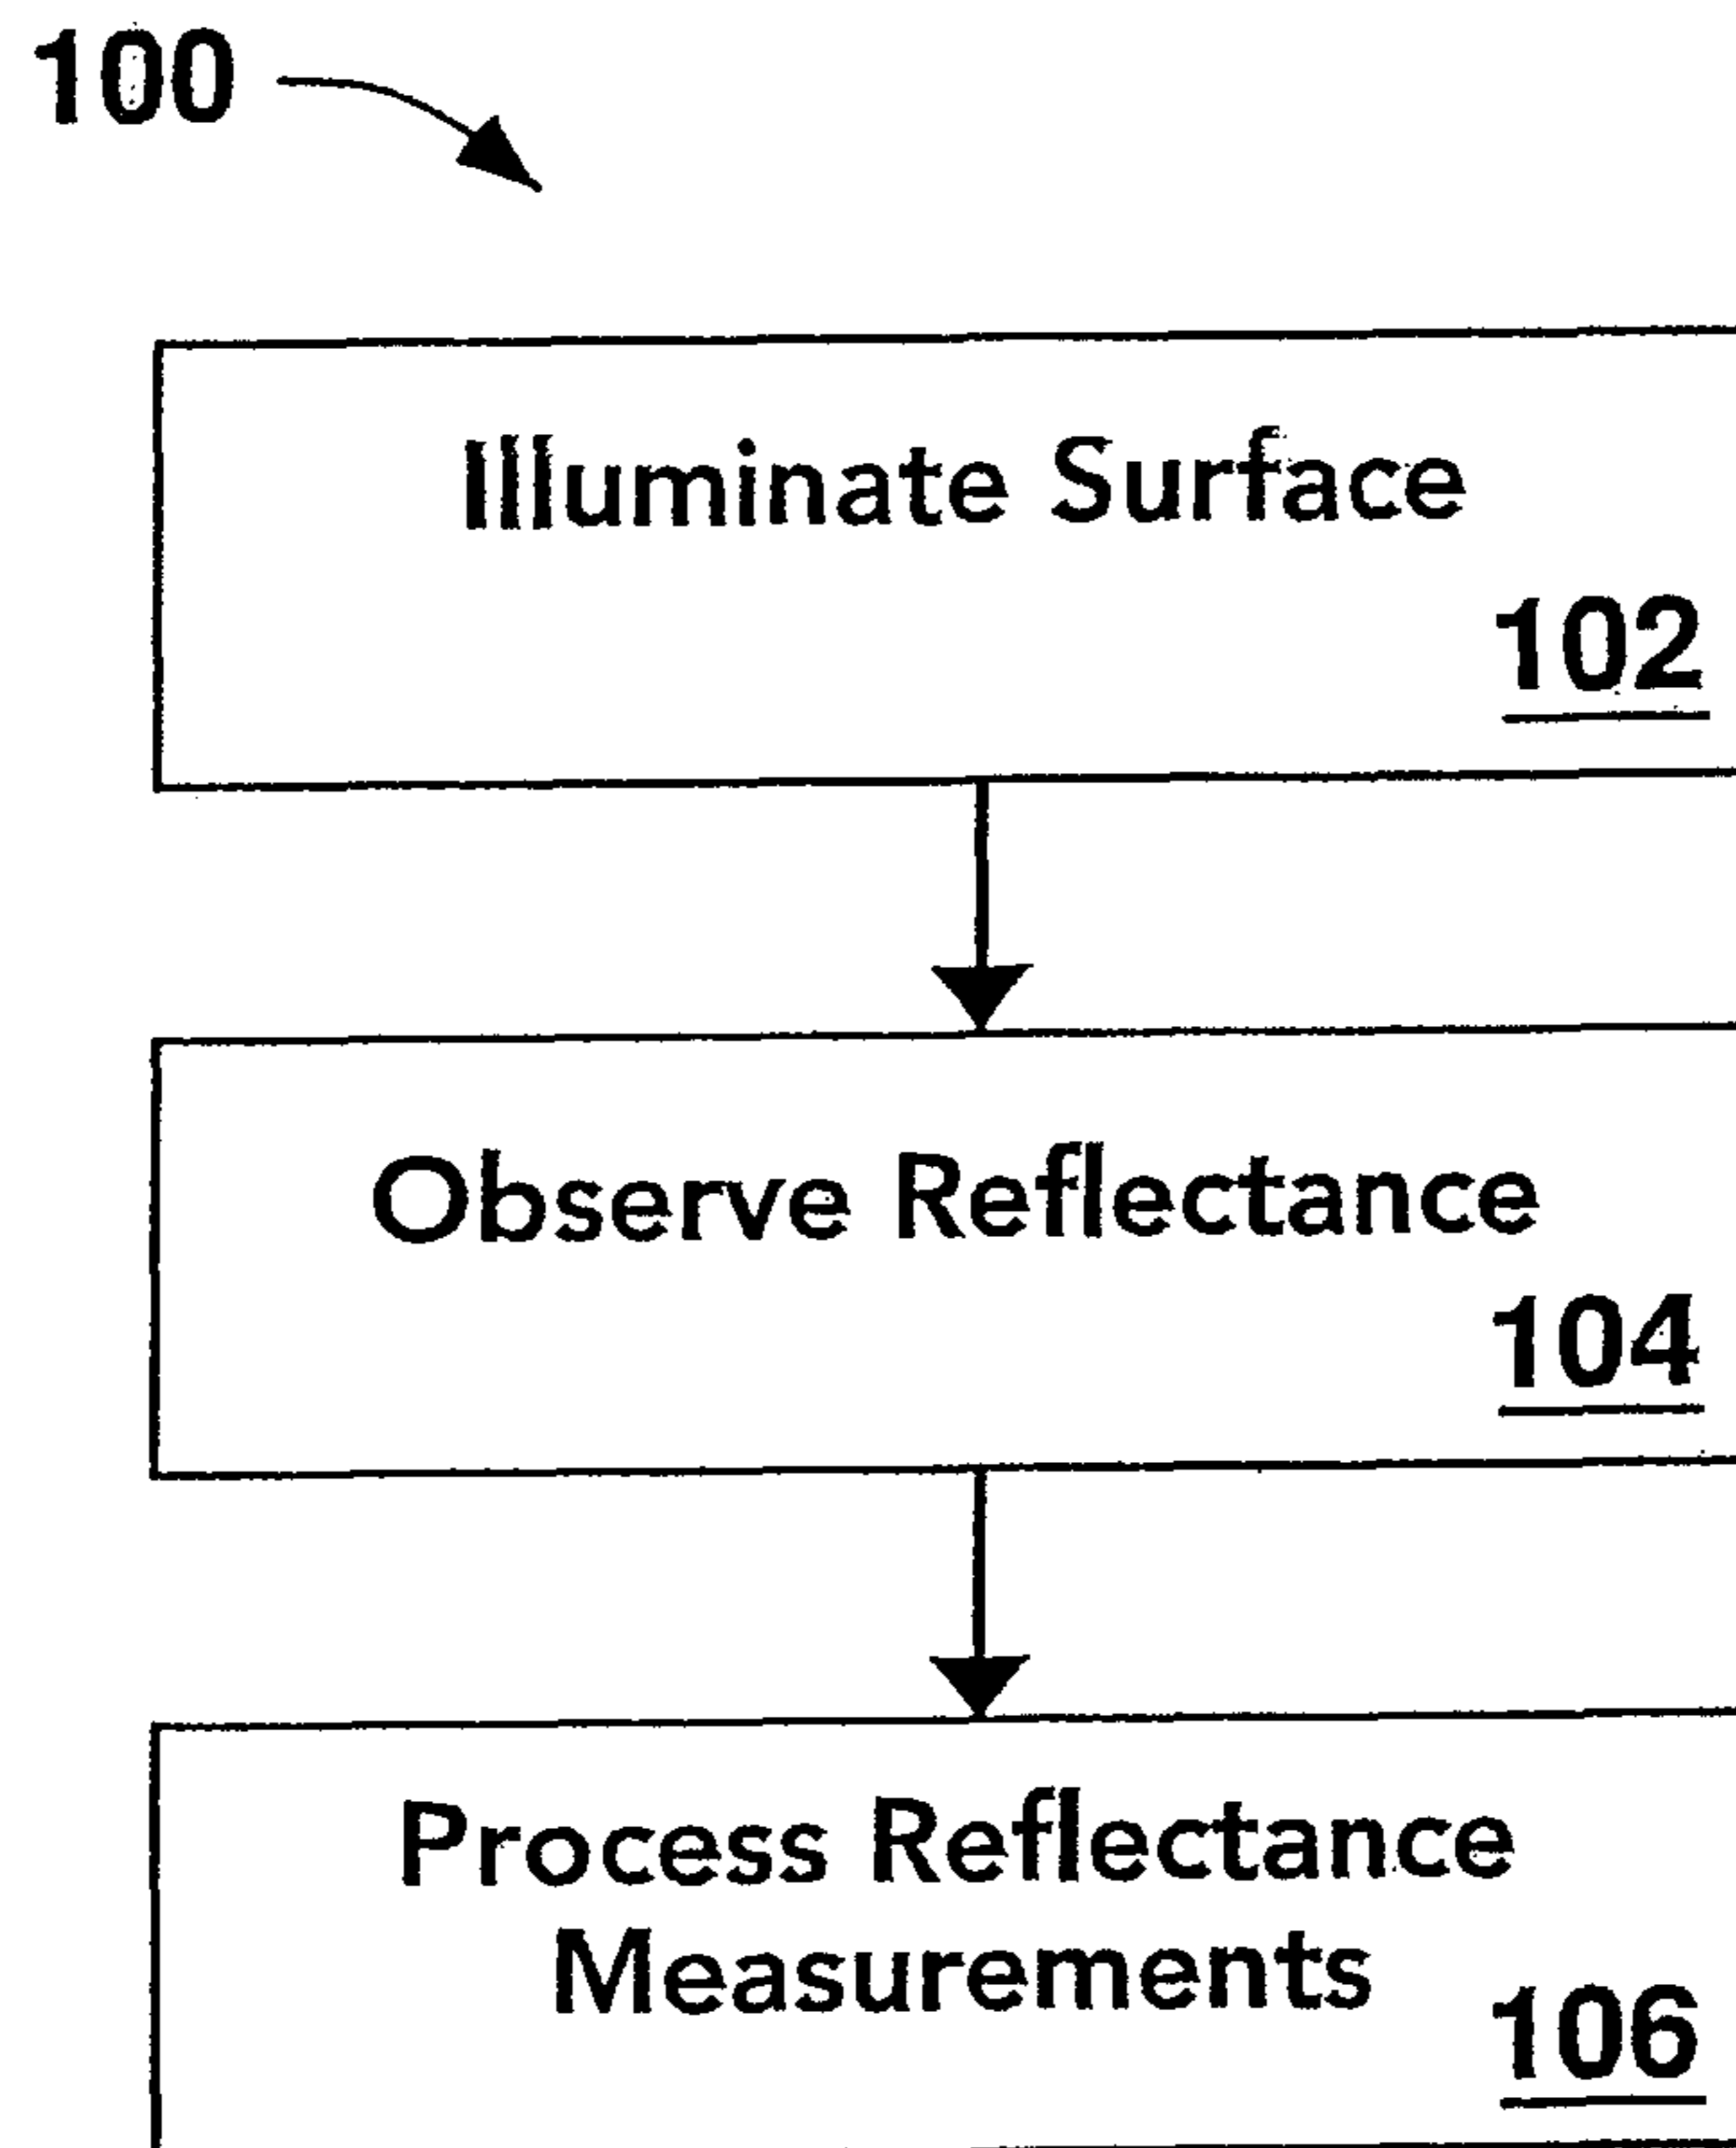 100
Illuminate Surface
102
Observe Reflectance
104
Process Reflectance
Measurements
106